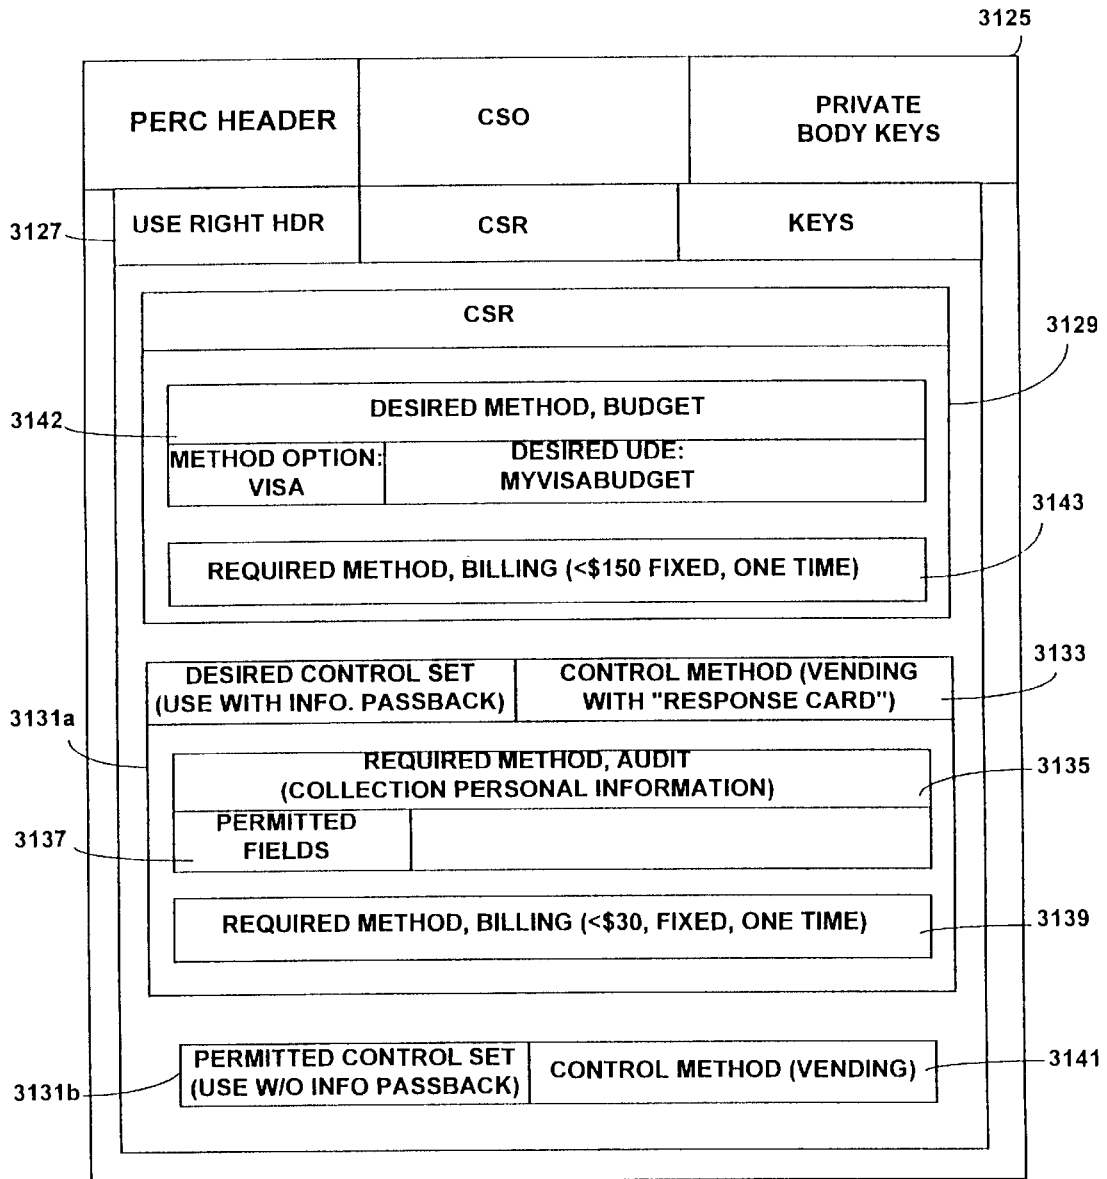 3125
PERC HEADER
CSO
PRIVATE
BODY KEYS
3127
USE RIGHT HDR
CSR
KEYS
CSR
3129
3142
DESIRED METHOD, BUDGET
METHOD OPTION:
VISA
DESIRED UDE:
MYVISABUDGET
3143
REQUIRED METHOD, BILLING (<$150 FIXED, ONE TIME)
3133
DESIRED CONTROL SET
(USE WITH INFO. PASSBACK)
CONTROL METHOD (VENDING
WITH "RESPONSE CARD")
3131a
REQUIRED METHOD, AUDIT
(COLLECTION PERSONAL INFORMATION)
3135
3137
PERMITTED
FIELDS
REQUIRED METHOD, BILLING (<$30, FIXED, ONE TIME)
3139
PERMITTED CONTROL SET
(USE W/O INFO PASSBACK)
CONTROL METHOD (VENDING)
3141
3131b